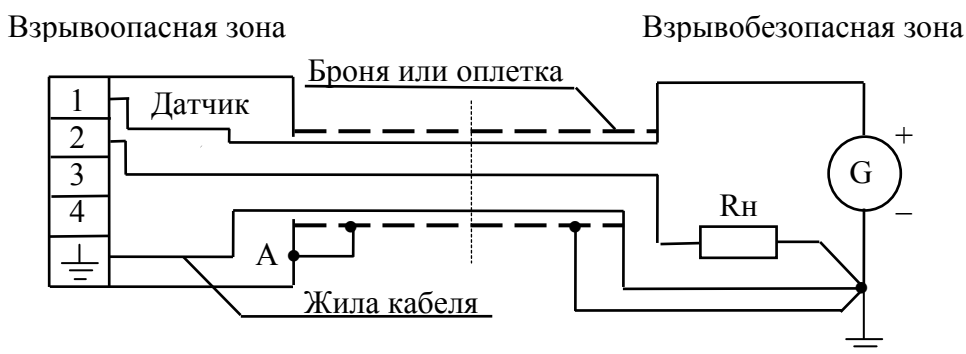 Взрывоопасная зона
Взрывобезопасная зона
Броня или оплетка
1
Датчик
2
3
4
А
Жила кабеля
Rн
+
G
−